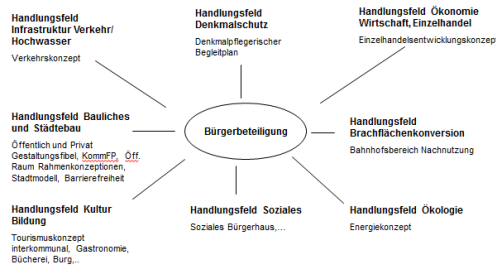 Handlungsfeld
Infrastruktur Verkehr/
Hochwasser
Verkehrskonzept
Handlungsfeld
Denkmalschutz
Denkmalpflegerischer
Begleitplan
Handlungsfeld Ökonomie
Wirtschaft, Einzelhandel
Einzelhandelsentwicklungskonzept
Handlungsfeld Bauliches
und Städtebau
Öffentlich und Privat
Gestaltungsfibel, KommFP, Öff.
Raum Rahmenkonzeptionen,
Stadtmodell, Barrierefreiheit
Bürgerbeteiligung
Handlungsfeld
Brachflächenkonversion
Bahnhofsbereich Nachnutzung
Handlungsfeld Kultur
Bildung
Tourismuskonzept
interkommunal, Gastronomie,
Bücherei, Burg,..
Handlungsfeld Soziales
Soziales Bürgerhaus,...
Handlungsfeld Ökologie
Energiekonzept